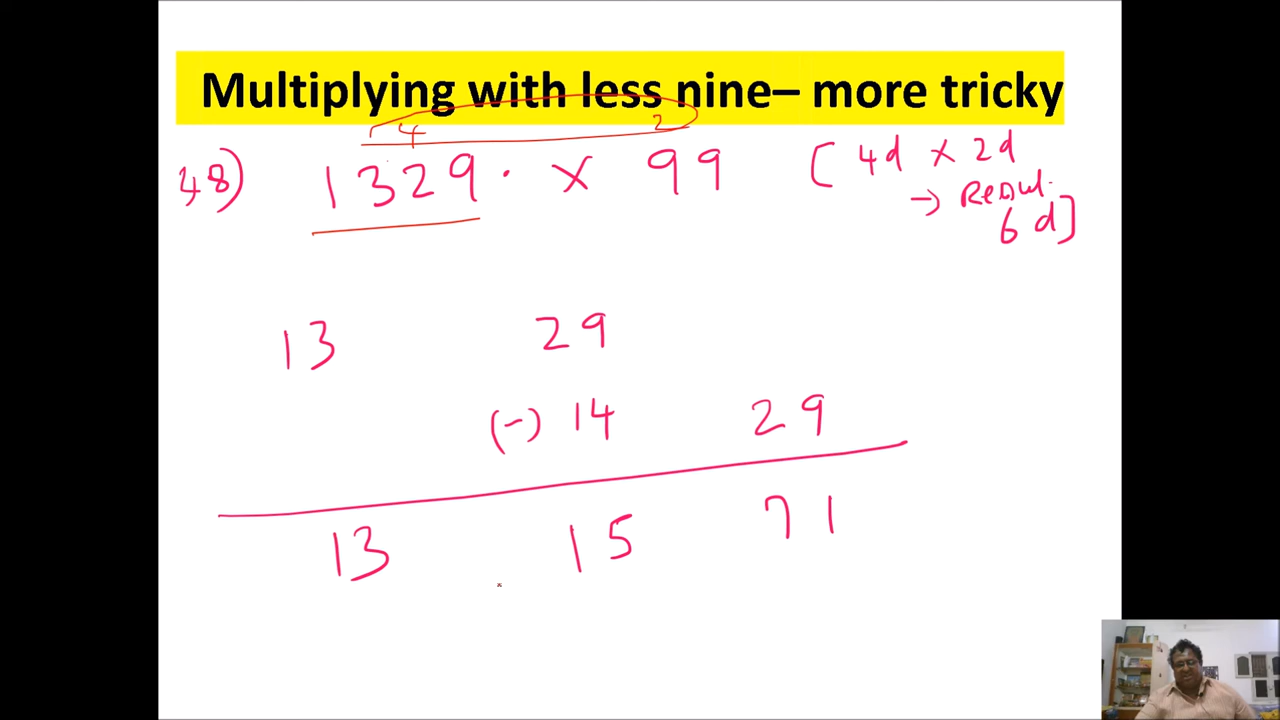 Multiplying with less nine– more tricky
4 2
48) 1329 . x 99 [ 4d x 2d
→ Resul.
6 d]
13 29
(-) 14 29
13 15 71